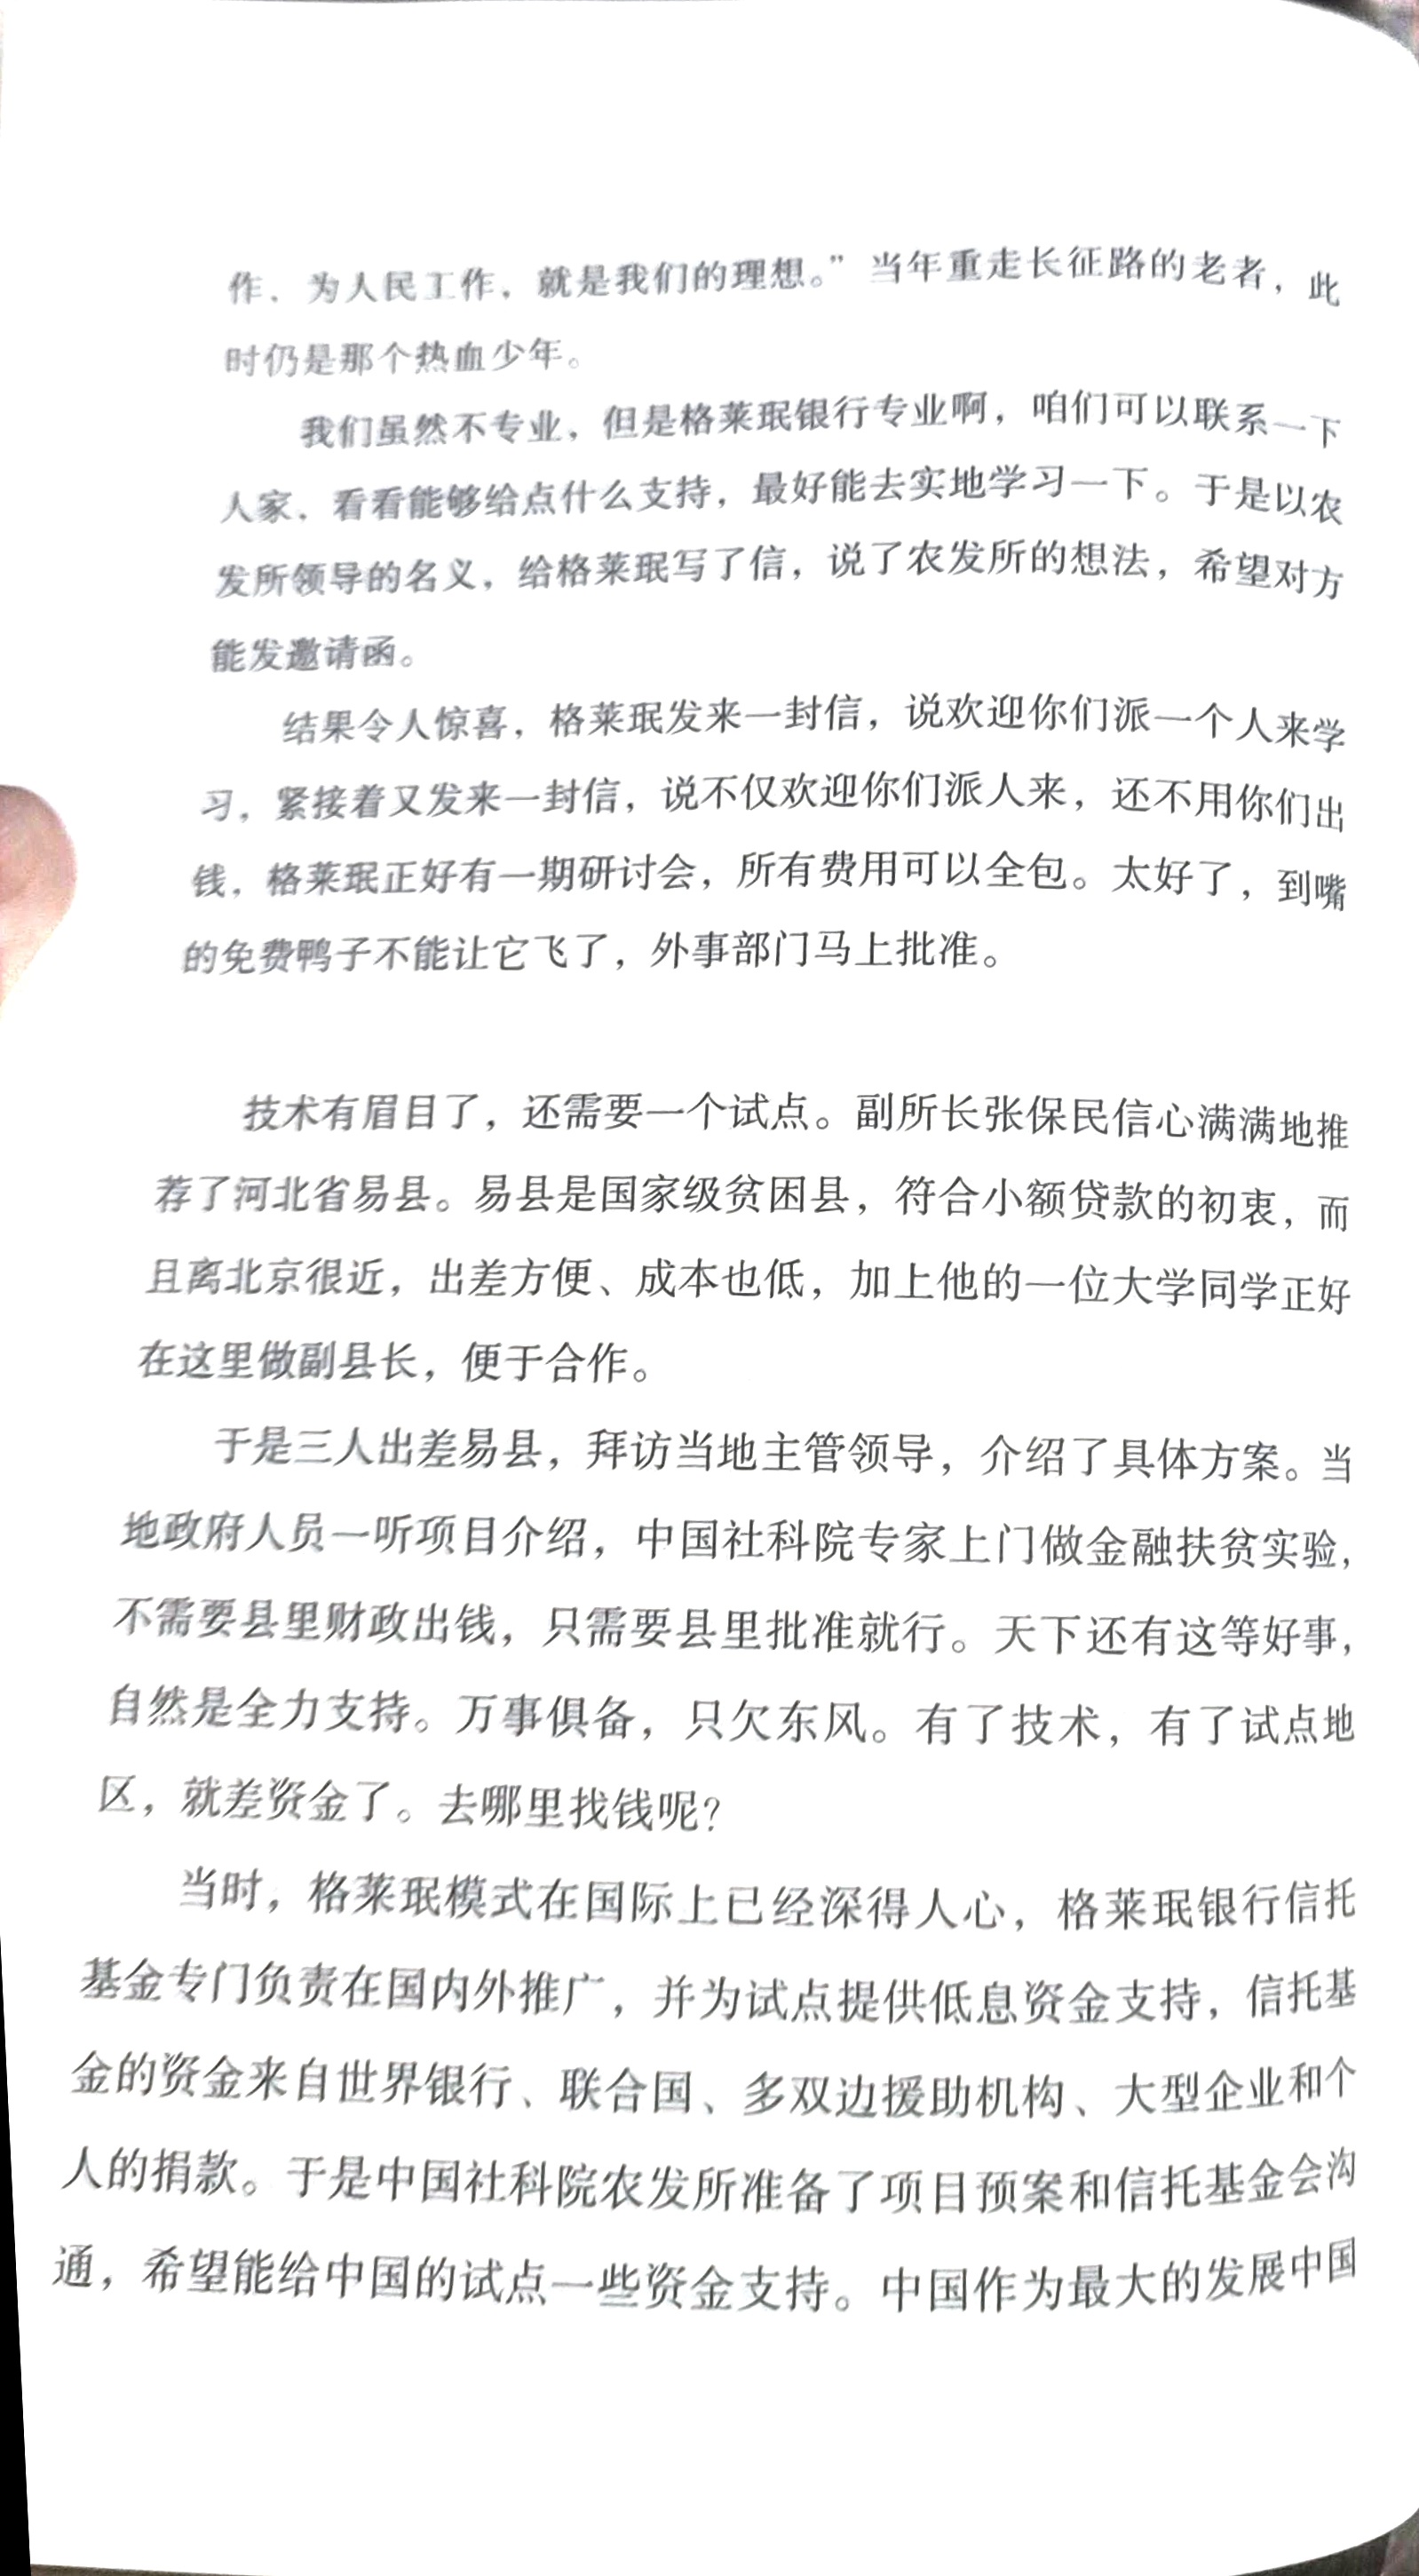 作，为人民工作，就是我们的理想。”当年重走长征路的老者，此
时仍是那个热血少年。
我们虽然不专业，但是格莱珉银行专业啊，咱们可以联系一下
人家，看看能够给点什么支持，最好能去实地学习一下。于是以农
发所领导的名义，给格莱珉写了信，说了农发所的想法，希望对方
能发邀请函。
结果令人惊喜，格莱珉发来一封信，说欢迎你们派一个人来学
习，紧接着又发来一封信，说不仅欢迎你们派人来，还不用你们出
钱，格莱珉正好有一期研讨会，所有费用可以全包。太好了，到嘴
的免费鸭子不能让它飞了，外事部门马上批准。
技术有眉目了，还需要一个试点。副所长张保民信心满满地推
荐了河北省易县。易县是国家级贫困县，符合小额贷款的初衷，而
且离北京很近，出差方便、成本也低，加上他的一位大学同学正好
在这里做副县长，便于合作。
于是三人出差易县，拜访当地主管领导，介绍了具体方案。当
地政府人员一听项目介绍，中国社科院专家上门做金融扶贫实验，
不需要县里财政出钱，只需要县里批准就行。天下还有这等好事，
自然是全力支持。万事俱备，只欠东风。有了技术，有了试点地
区，就差资金了。去哪里找钱呢？
当时，格莱珉模式在国际上已经深得人心，格莱珉银行信托
基金专门负责在国内外推广，并为试点提供低息资金支持，信托基
金的资金来自世界银行、联合国、多双边援助机构、大型企业和个
人的捐款。于是中国社科院农发所准备了项目预案和信托基金会沟
通，希望能给中国的试点一些资金支持。中国作为最大的发展中国